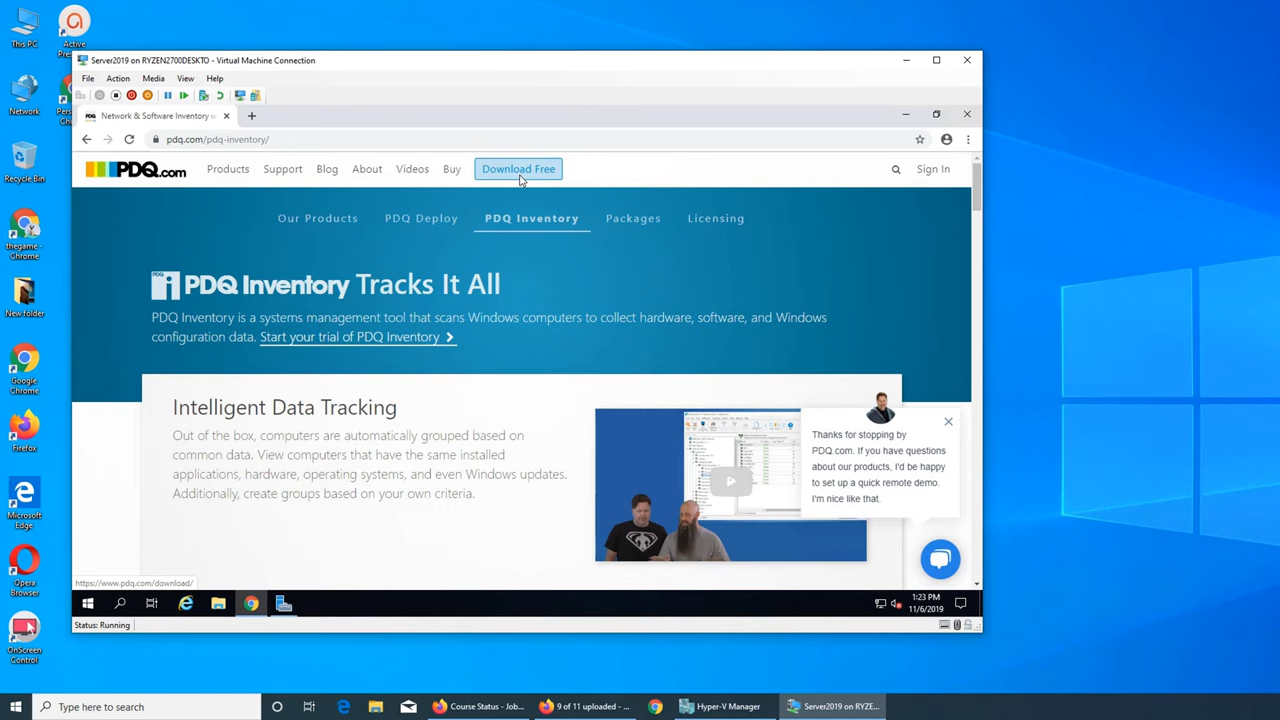 This PC
Active
Pre
Network
Pers
Ch
Recycle Bin
thegame -
Chrome
New folder
Google
Chrome
Firefox
Microsoft
Edge
Opera
Browser
OnScreen
Control
Server2019 on RYZEN2700DESKTO - Virtual Machine Connection
File Action Media View Help
PDQ Network & Software Inventory w
pdq.com/pdq-inventory/
PDQ.com Products Support Blog About Videos Buy Download Free Sign In
Our Products PDQ Deploy PDQ Inventory Packages Licensing
PDQ Inventory Tracks It All
PDQ Inventory is a systems management tool that scans Windows computers to collect hardware, software, and Windows
configuration data. Start your trial of PDQ Inventory
Intelligent Data Tracking
Out of the box, computers are automatically grouped based on
common data. View computers that have the same installed
applications, hardware, operating systems, and even Windows updates.
Additionally, create groups based on your own criteria.
Thanks for stopping by
PDQ.com. If you have questions
about our products, I'd be happy
to set up a quick remote demo.
I'm nice like that.
https://www.pdq.com/download/
1:23 PM
11/6/2019
Status: Running
Type here to search
Course Status - Job...
9 of 11 uploaded - ...
Hyper-V Manager
Server2019 on RYZE...